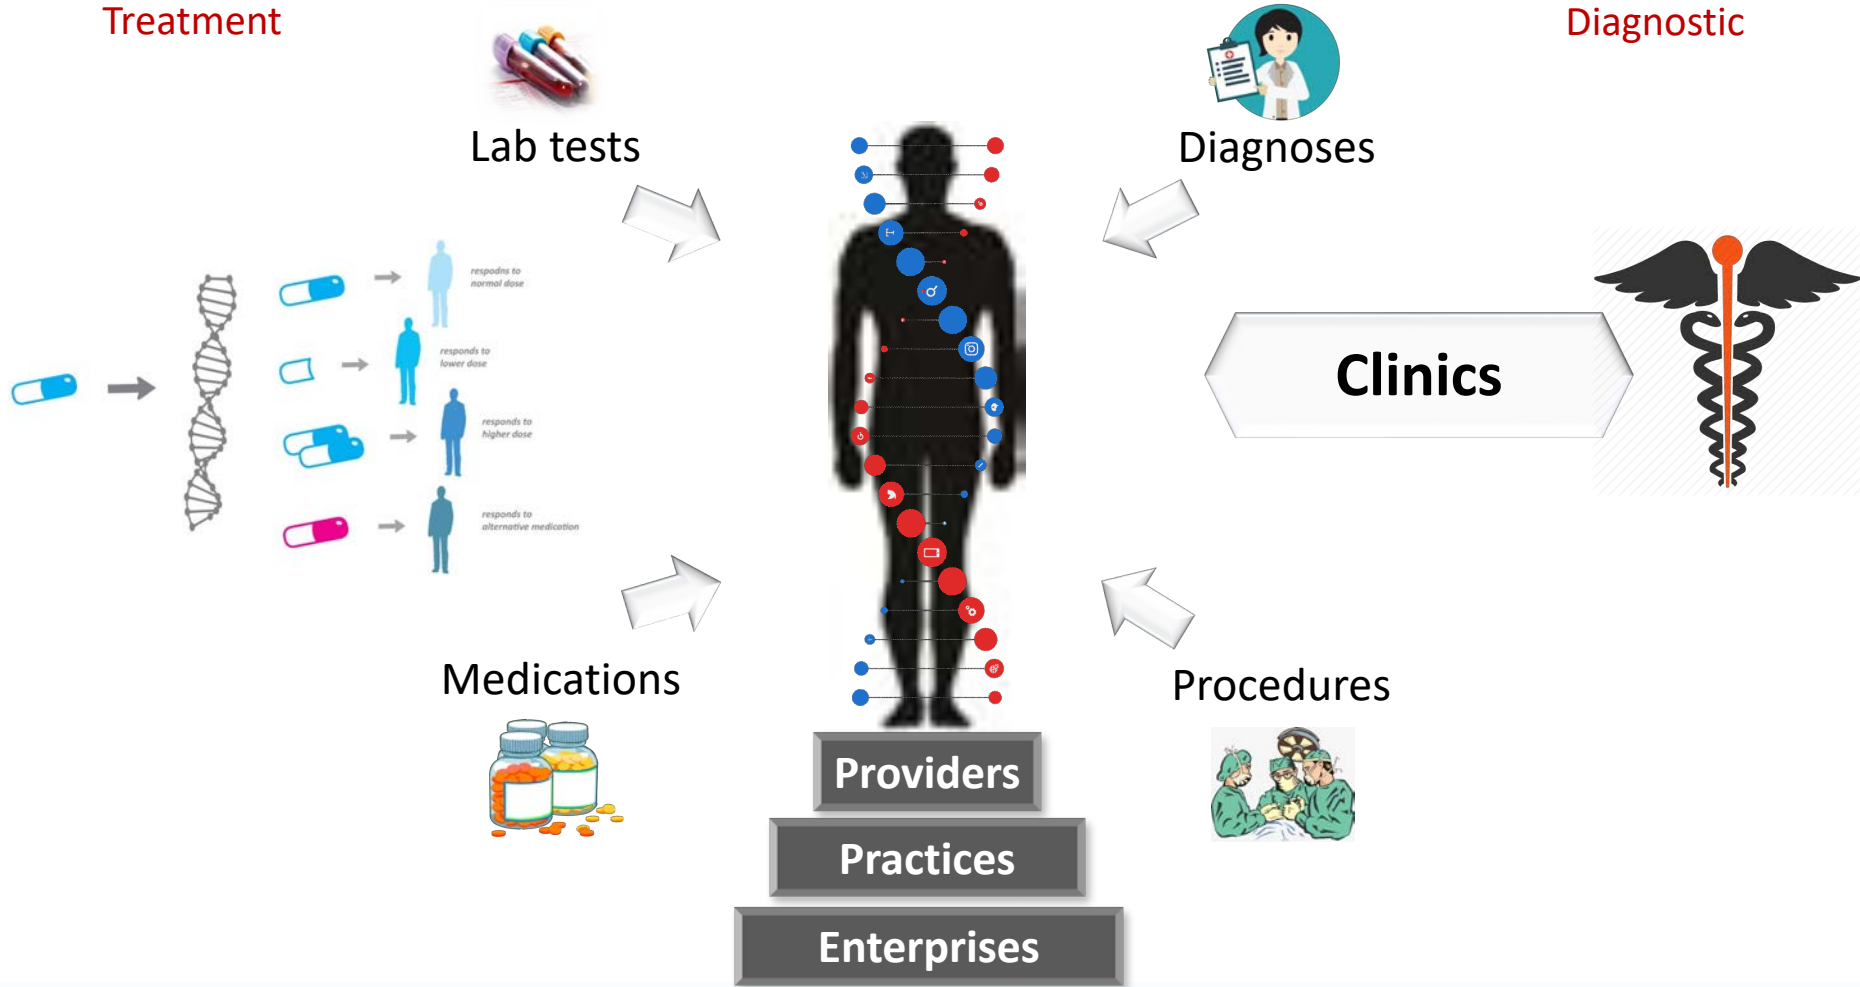 Treatment
Diagnostic
Lab tests
Diagnoses
respodns to
normal dose
responds to
lower dose
responds to
higher dose
responds to
alternative medication
Clinics
Medications
Procedures
Providers
Practices
Enterprises